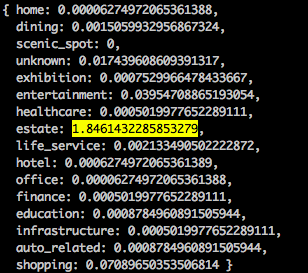 { home: 0.00006274972065361388,
dining: 0.0015059932956867324,
scenic_spot: 0,
unknown: 0.017439608609391317,
exhibition: 0.0007529966478433667,
entertainment: 0.03954708865193054,
healthcare: 0.0005019977652289111,
estate: 1.8461432285853279,
life_service: 0.002133490502222872,
hotel: 0.00006274972065361389,
office: 0.00006274972065361388,
finance: 0.0005019977652289111,
education: 0.0008784960891505944,
infrastructure: 0.0005019977652289111,
auto_related: 0.0008784960891505944,
shopping: 0.07089650353506814 }